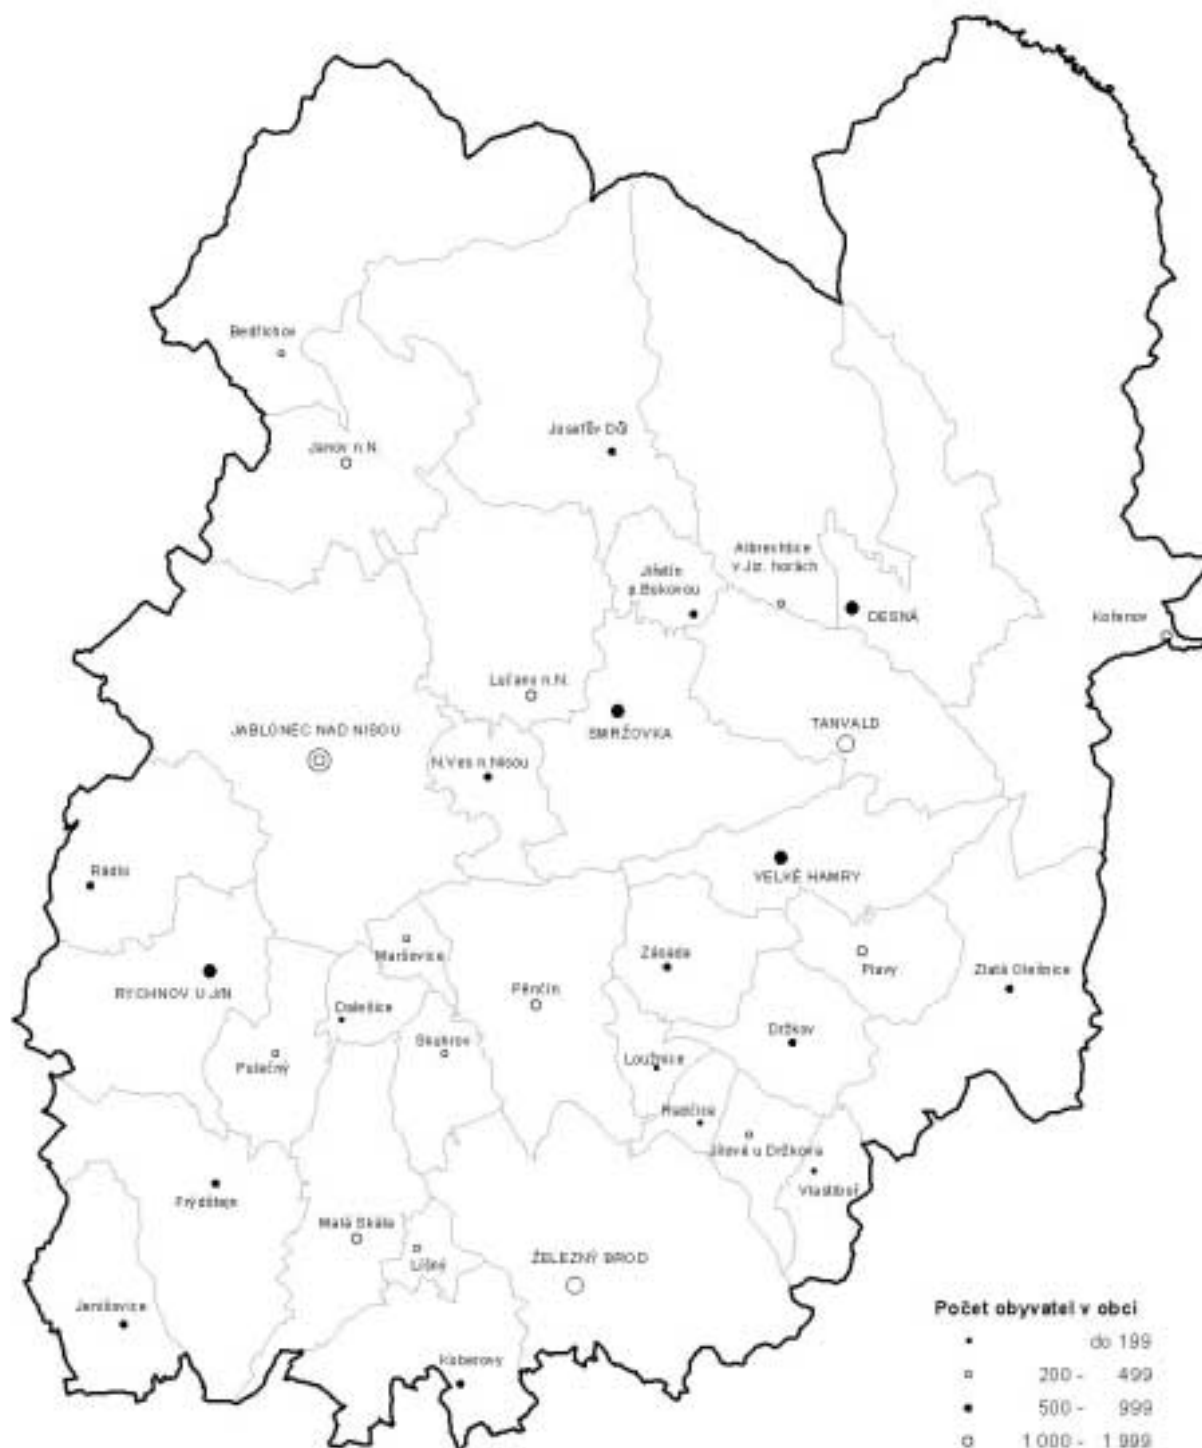 Bedřichov
Janov n.N.
Josefův Důl
Albrechtice
v Jiz. horách
Jiřetín
p.Bukovou
DESNÁ
Kořenov
Lučany n.N.
SMRŽOVKA
TANVALD
JABLONEC NAD NISOU
N.Ves n.Nisou
Rádlo
VELKÉ HAMRY
Maršovice
Zásada
Plavy
Zlatá Olešnice
RYCHNOV U J/N
Pěnčín
Dalešice
Skuhrov
Držkov
Pulečný
Loužnice
Radčice
Jílové u Držkova
Vlastiboř
Frýdštejn
Malá Skála
Líšný
ŽELEZNÝ BROD
Jenišovice
Koberovy
Počet obyvatel v obci
do 199
200 - 499
500 - 999
1 000 - 1 999